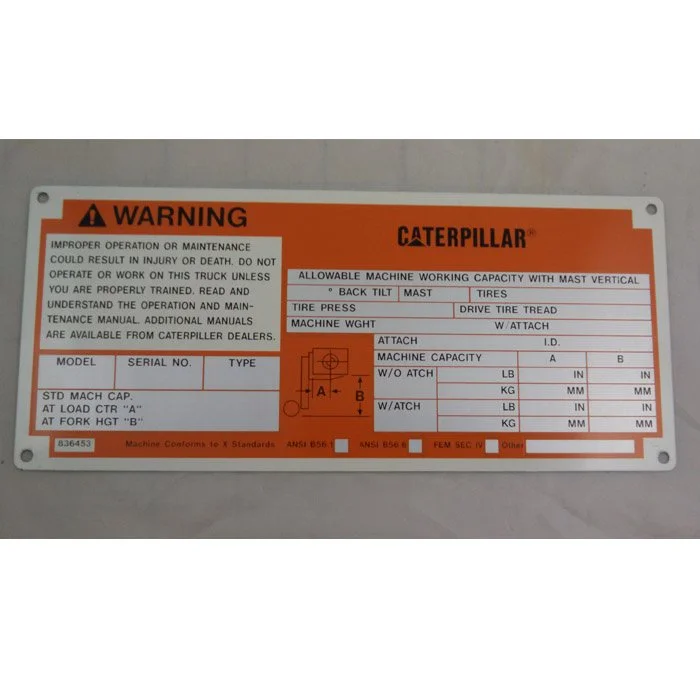 ⚠ WARNING
IMPROPER OPERATION OR MAINTENANCE
COULD RESULT IN INJURY OR DEATH. DO NOT
OPERATE OR WORK ON THIS TRUCK UNLESS
YOU ARE PROPERLY TRAINED. READ AND
UNDERSTAND THE OPERATION AND MAIN-
TENANCE MANUAL. ADDITIONAL MANUALS
ARE AVAILABLE FROM CATERPILLER DEALERS.
MODEL SERIAL NO. TYPE
STD MACH CAP.
AT LOAD CTR "A"
AT FORK HGT "B"
CATERPILLAR®
ALLOWABLE MACHINE WORKING CAPACITY WITH MAST VERTICAL
° BACK TILT MAST TIRES
TIRE PRESS DRIVE TIRE TREAD
MACHINE WGHT W/ATTACH
ATTACH I.D.
MACHINE CAPACITY A B
W/O ATCH LB IN IN
KG MM MM
W/ATCH LB IN IN
KG MM MM
A B
836453 Machine Conforms to X Standards ANSI B56·1 ANSI B56·6 FEM SEC. IV Other